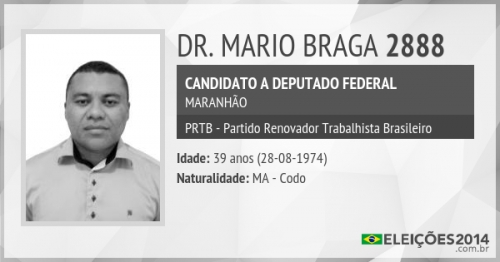 DR. MARIO BRAGA 2888
CANDIDATO A DEPUTADO FEDERAL
MARANHÃO
PRTB - Partido Renovador Trabalhista Brasileiro
Idade: 39 anos (28-08-1974)
Naturalidade: MA - Codo
ELEIÇÕES2014
.com.br